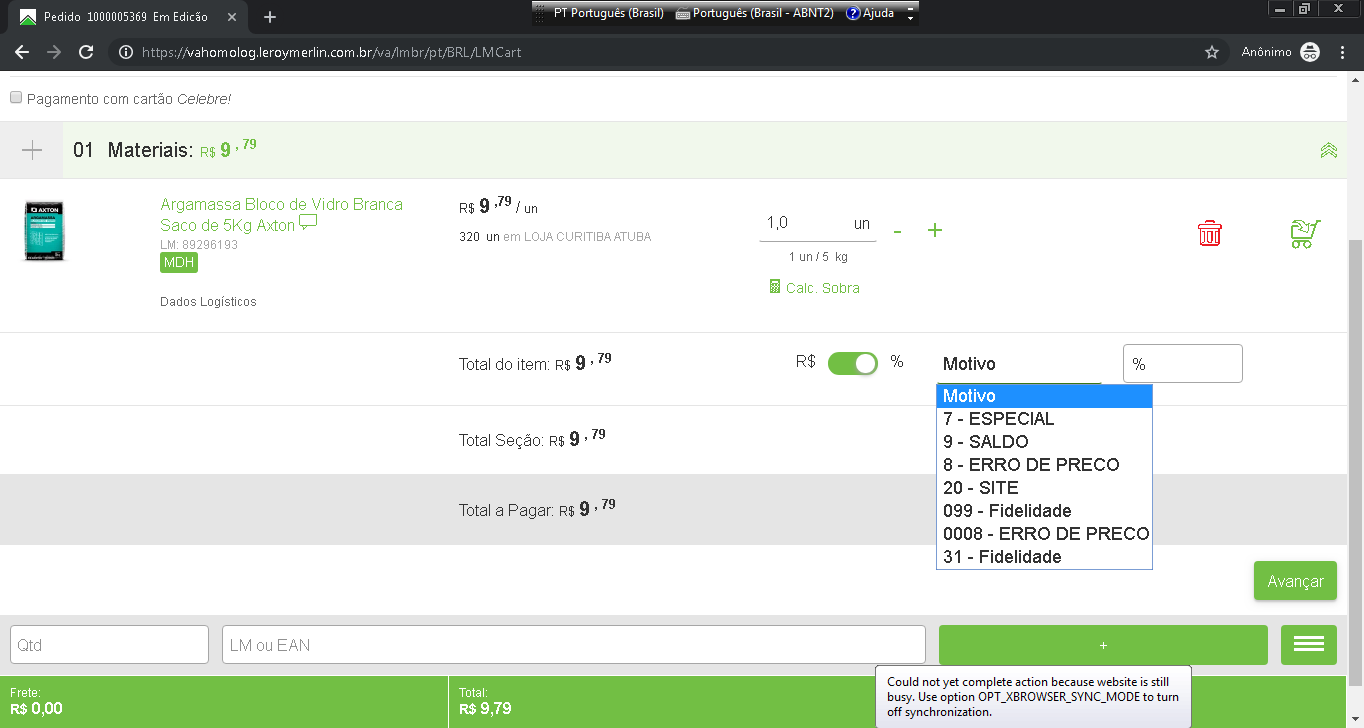 Pedido 1000005369 Em Edicão
PT Português (Brasil) Português (Brasil - ABNT2) Ajuda
https://vahomolog.leroymerlin.com.br/va/lmbr/pt/BRL/LMCart
Anônimo
Pagamento com cartão Celebre!
01 Materiais: R$ 9,79
AXTON
Argamassa Bloco de Vidro Branca
Saco de 5Kg Axton
LM: 89296193
MDH
Dados Logísticos
R$ 9,79 / un
320 un em LOJA CURITIBA ATUBA
1,0 un - +
1 un / 5 kg
Calc. Sobra
Total do item: R$ 9,79
R$ % Motivo %
Motivo
7 - ESPECIAL
9 - SALDO
8 - ERRO DE PRECO
20 - SITE
099 - Fidelidade
0008 - ERRO DE PRECO
31 - Fidelidade
Total Seção: R$ 9,79
Total a Pagar: R$ 9,79
Avançar
Qtd LM ou EAN +
Frete:
R$ 0,00
Total:
R$ 9,79
Could not yet complete action because website is still
busy. Use option OPT_XBROWSER_SYNC_MODE to turn
off synchronization.